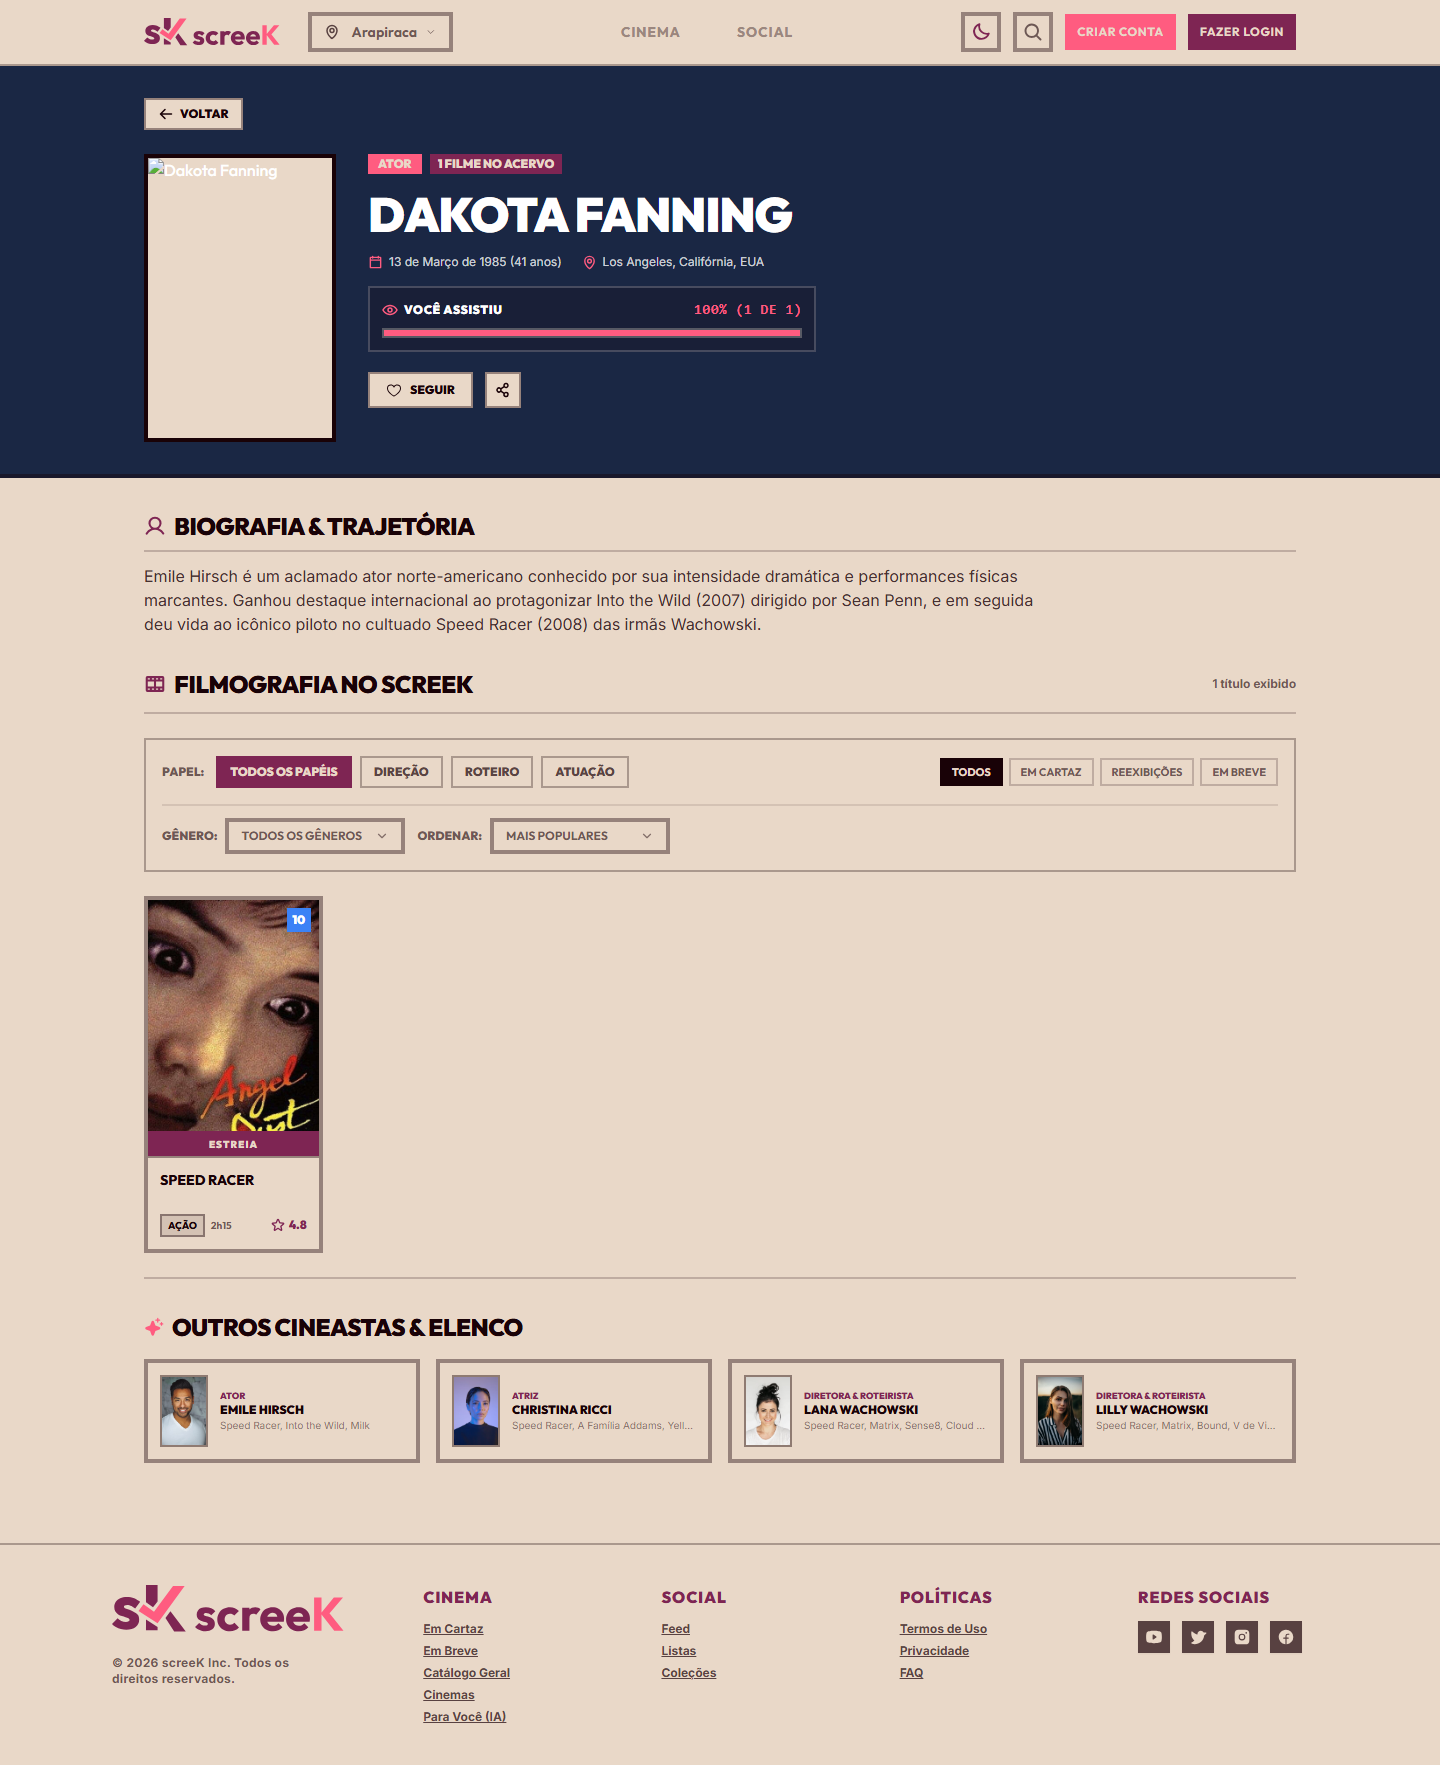 sK screeK
Arapiraca
CINEMA
SOCIAL
CRIAR CONTA
FAZER LOGIN
VOLTAR
Dakota Fanning
ATOR
1 FILME NO ACERVO
DAKOTA FANNING
13 de Março de 1985 (41 anos)
Los Angeles, Califórnia, EUA
VOCÊ ASSISTIU
100% (1 DE 1)
SEGUIR
BIOGRAFIA & TRAJETÓRIA
Emile Hirsch é um aclamado ator norte-americano conhecido por sua intensidade dramática e performances físicas
marcantes. Ganhou destaque internacional ao protagonizar Into the Wild (2007) dirigido por Sean Penn, e em seguida
deu vida ao icônico piloto no cultuado Speed Racer (2008) das irmãs Wachowski.
FILMOGRAFIA NO SCREEK
1 título exibido
PAPEL:
TODOS OS PAPÉIS
DIREÇÃO
ROTEIRO
ATUAÇÃO
TODOS
EM CARTAZ
REEXIBIÇÕES
EM BREVE
GÊNERO:
TODOS OS GÊNEROS
ORDENAR:
MAIS POPULARES
10
Angel
Dust
ESTREIA
SPEED RACER
AÇÃO
2h15
4.8
OUTROS CINEASTAS & ELENCO
ATOR
EMILE HIRSCH
Speed Racer, Into the Wild, Milk
ATRIZ
CHRISTINA RICCI
Speed Racer, A Família Addams, Yell...
DIRETORA & ROTEIRISTA
LANA WACHOWSKI
Speed Racer, Matrix, Sense8, Cloud ...
DIRETORA & ROTEIRISTA
LILLY WACHOWSKI
Speed Racer, Matrix, Bound, V de Vi...
sK screeK
© 2026 screeK Inc. Todos os
direitos reservados.
CINEMA
Em Cartaz
Em Breve
Catálogo Geral
Cinemas
Para Você (IA)
SOCIAL
Feed
Listas
Coleções
POLÍTICAS
Termos de Uso
Privacidade
FAQ
REDES SOCIAIS